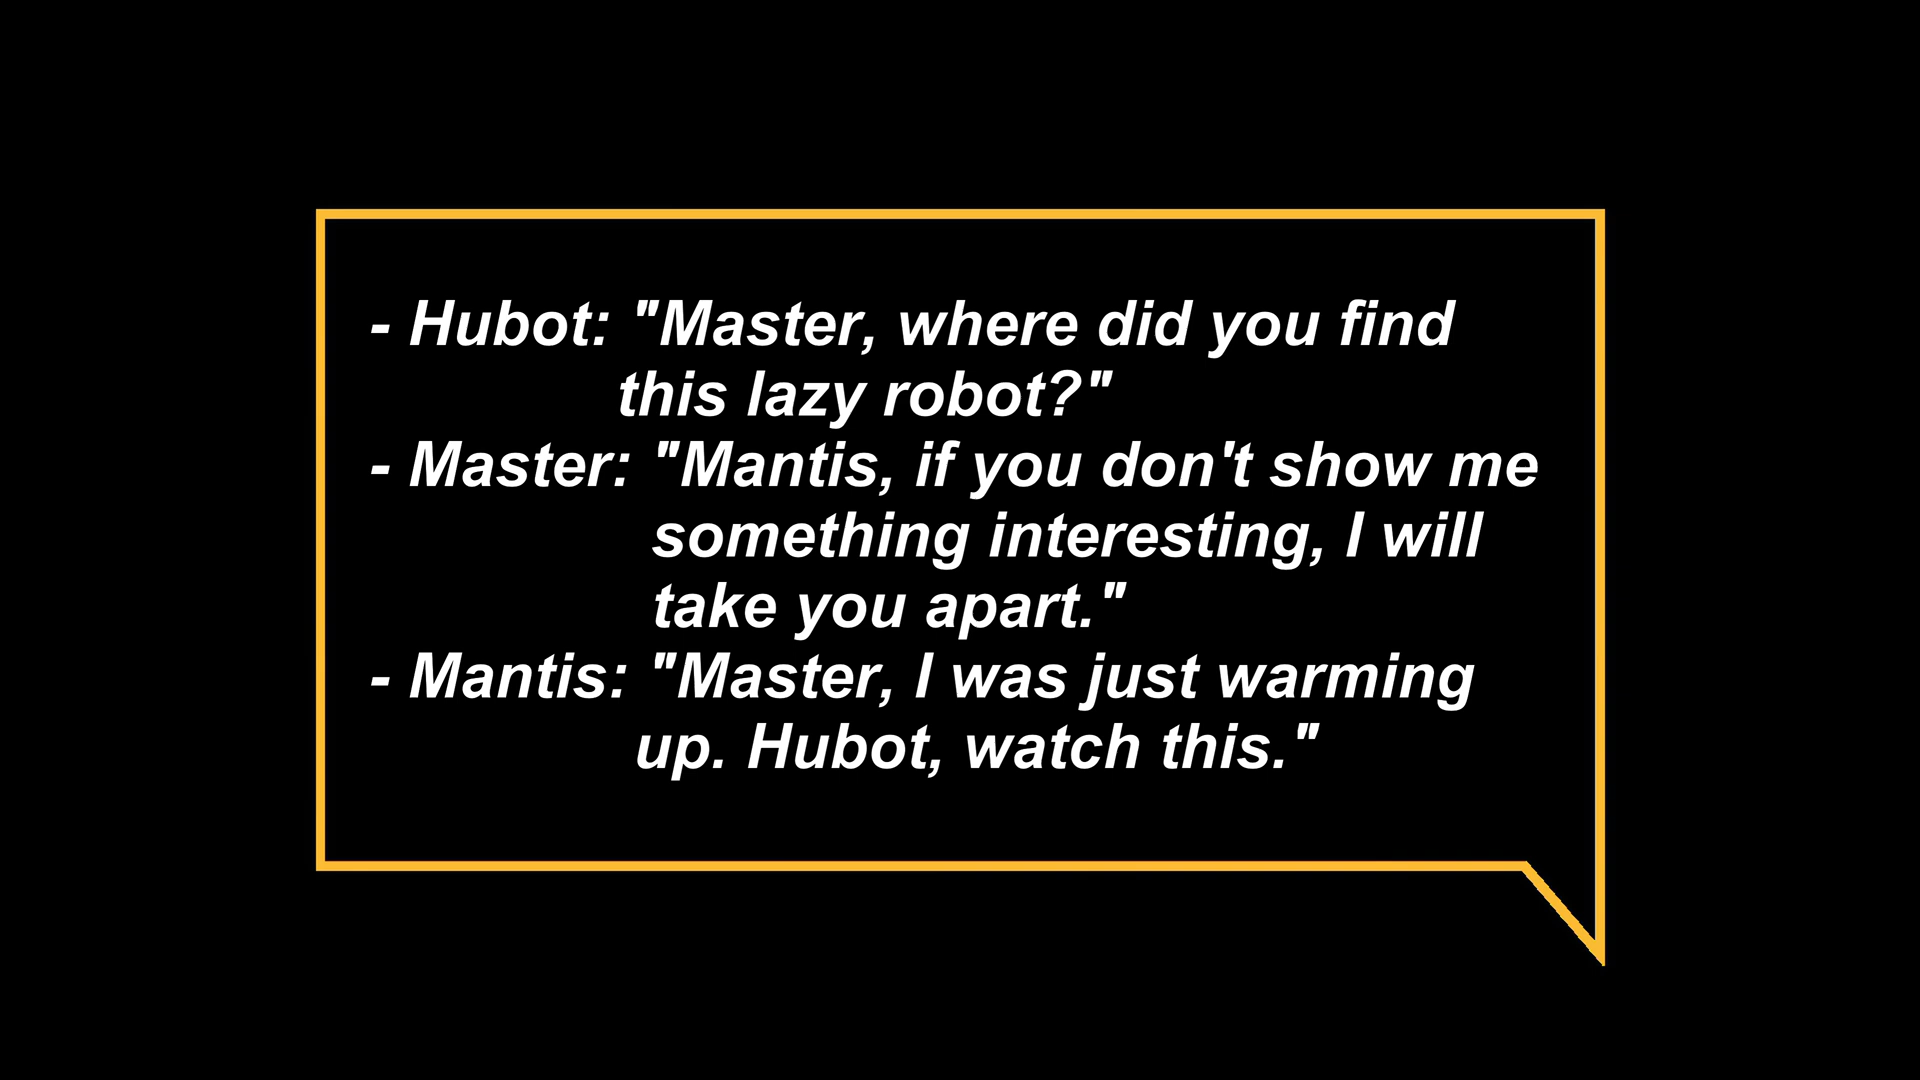 - Hubot: "Master, where did you find
this lazy robot?"
- Master: "Mantis, if you don't show me
something interesting, I will
take you apart."
- Mantis: "Master, I was just warming
up. Hubot, watch this."